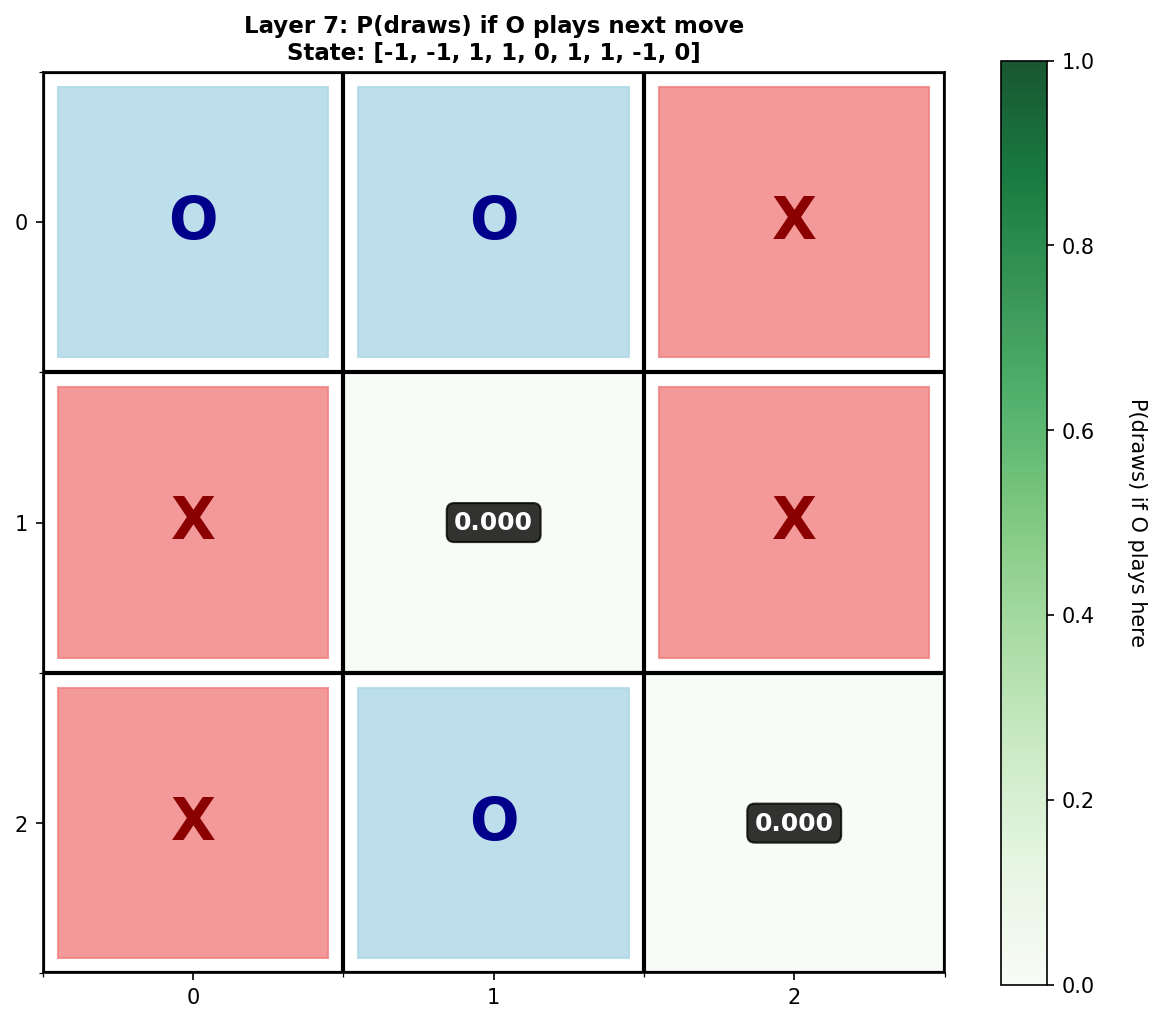 Layer 7: P(draws) if O plays next move
State: [-1, -1, 1, 1, 0, 1, 1, -1, 0]
O
O
X
X
0.000
X
X
O
0.000
0
1
2
0
1
2
1.0
0.8
0.6
0.4
0.2
0.0
P(draws) if O plays here